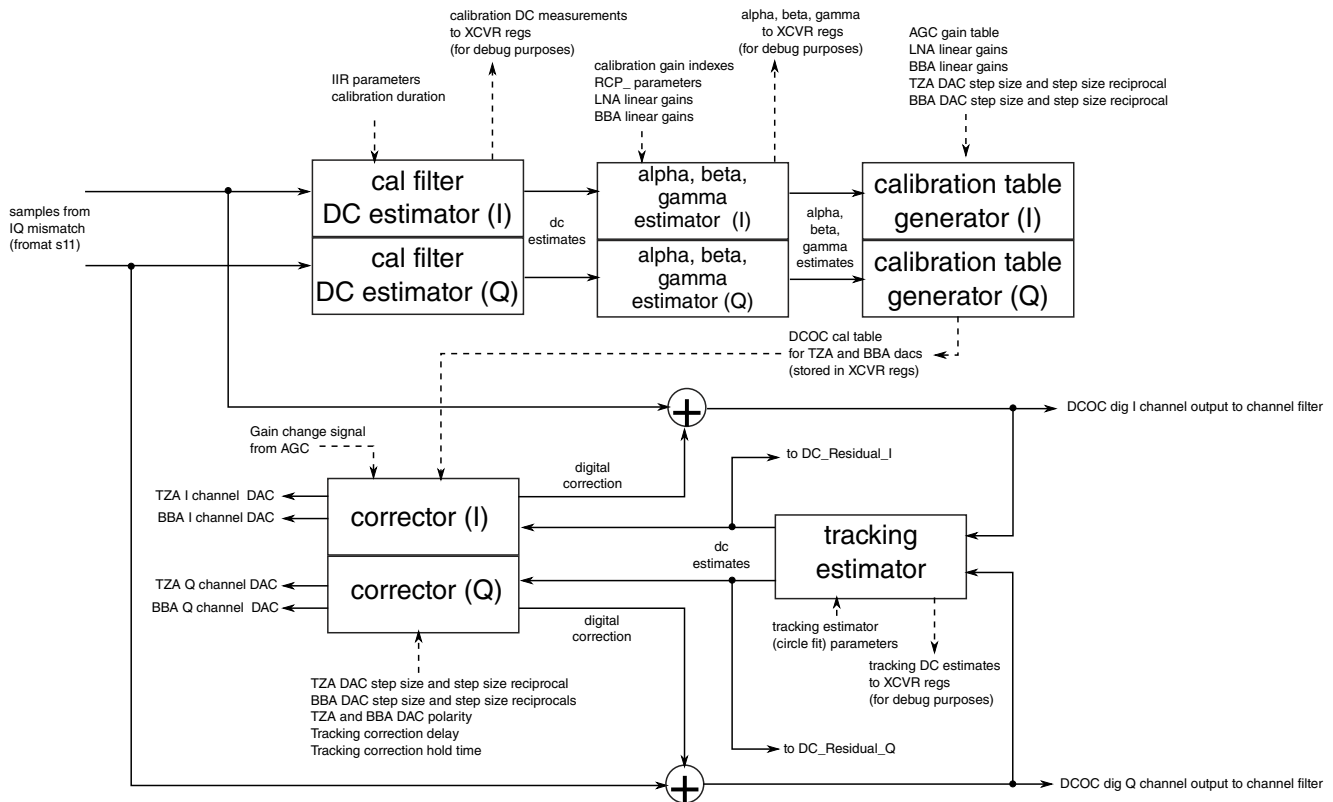 calibration DC measurements
to XCVR regs
(for debug purposes)
alpha, beta, gamma
to XCVR regs
(for debug purposes)
AGC gain table
LNA linear gains
BBA linear gains
TZA DAC step size and step size reciprocal
BBA DAC step size and step size reciprocal
IIR parameters
calibration duration
calibration gain indexes
RCP_ parameters
LNA linear gains
BBA linear gains
samples from
IQ mismatch
(fromat s11)
cal filter
DC estimator (I)
cal filter
DC estimator (Q)
dc
estimates
alpha, beta,
gamma
estimator (I)
alpha, beta,
gamma
estimator (Q)
alpha,
beta,
gamma
estimates
calibration table
generator (I)
calibration table
generator (Q)
DCOC cal table
for TZA and BBA dacs
(stored in XCVR regs)
DCOC dig I channel output to channel filter
Gain change signal
from AGC
digital
correction
to DC_Residual_I
TZA I channel DAC
BBA I channel DAC
corrector (I)
TZA Q channel DAC
BBA Q channel DAC
corrector (Q)
dc
estimates
tracking
estimator
digital
correction
tracking estimator
(circle fit) parameters
tracking DC estimates
to XCVR regs
(for debug purposes)
TZA DAC step size and step size reciprocal
BBA DAC step size and step size reciprocals
TZA and BBA DAC polarity
Tracking correction delay
Tracking correction hold time
to DC_Residual_Q
DCOC dig Q channel output to channel filter